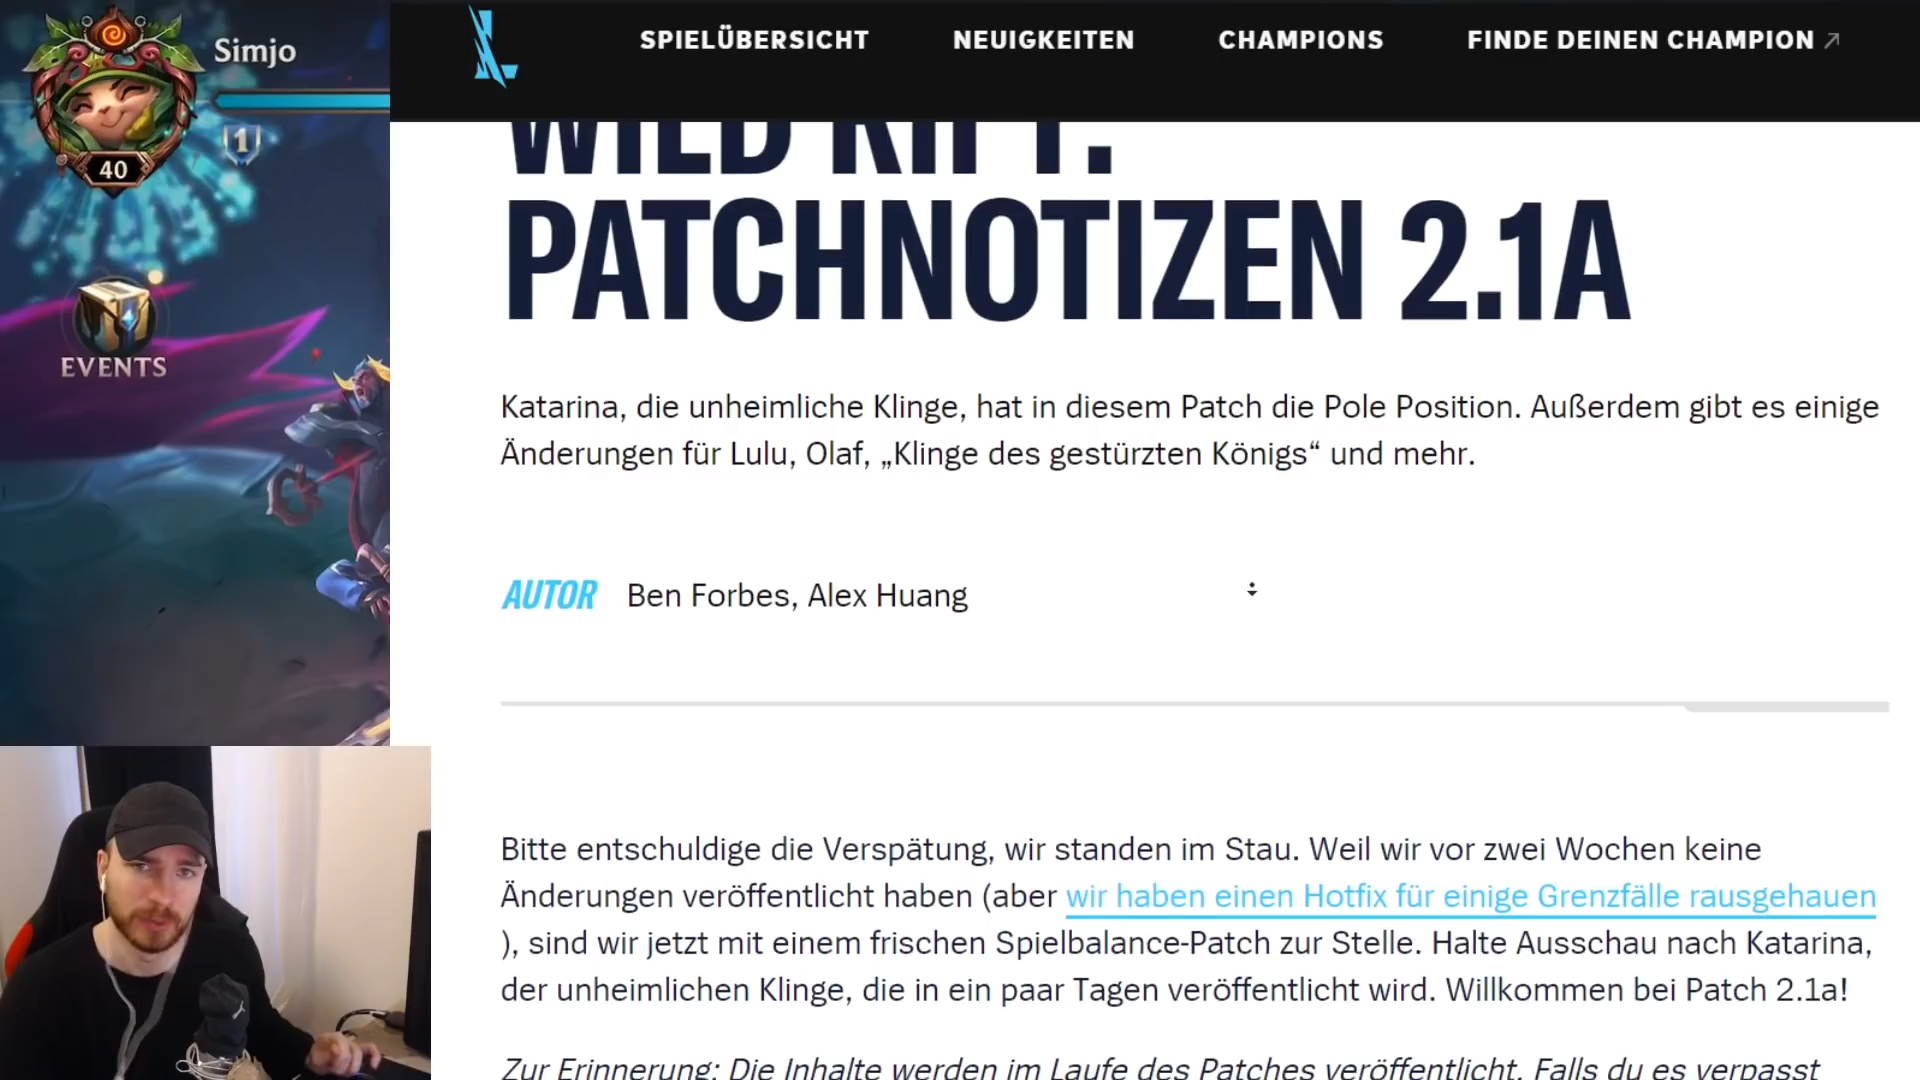 Simjo
1
40
EVENTS
SPIELÜBERSICHT
NEUIGKEITEN
CHAMPIONS
FINDE DEINEN CHAMPION
WILD RIFT:
PATCHNOTIZEN 2.1A
Katarina, die unheimliche Klinge, hat in diesem Patch die Pole Position. Außerdem gibt es einige
Änderungen für Lulu, Olaf, „Klinge des gestürzten Königs“ und mehr.
AUTOR Ben Forbes, Alex Huang
Bitte entschuldige die Verspätung, wir standen im Stau. Weil wir vor zwei Wochen keine
Änderungen veröffentlicht haben (aber wir haben einen Hotfix für einige Grenzfälle rausgehauen
), sind wir jetzt mit einem frischen Spielbalance-Patch zur Stelle. Halte Ausschau nach Katarina,
der unheimlichen Klinge, die in ein paar Tagen veröffentlicht wird. Willkommen bei Patch 2.1a!
Zur Erinnerung: Die Inhalte werden im Laufe des Patches veröffentlicht. Falls du es verpasst